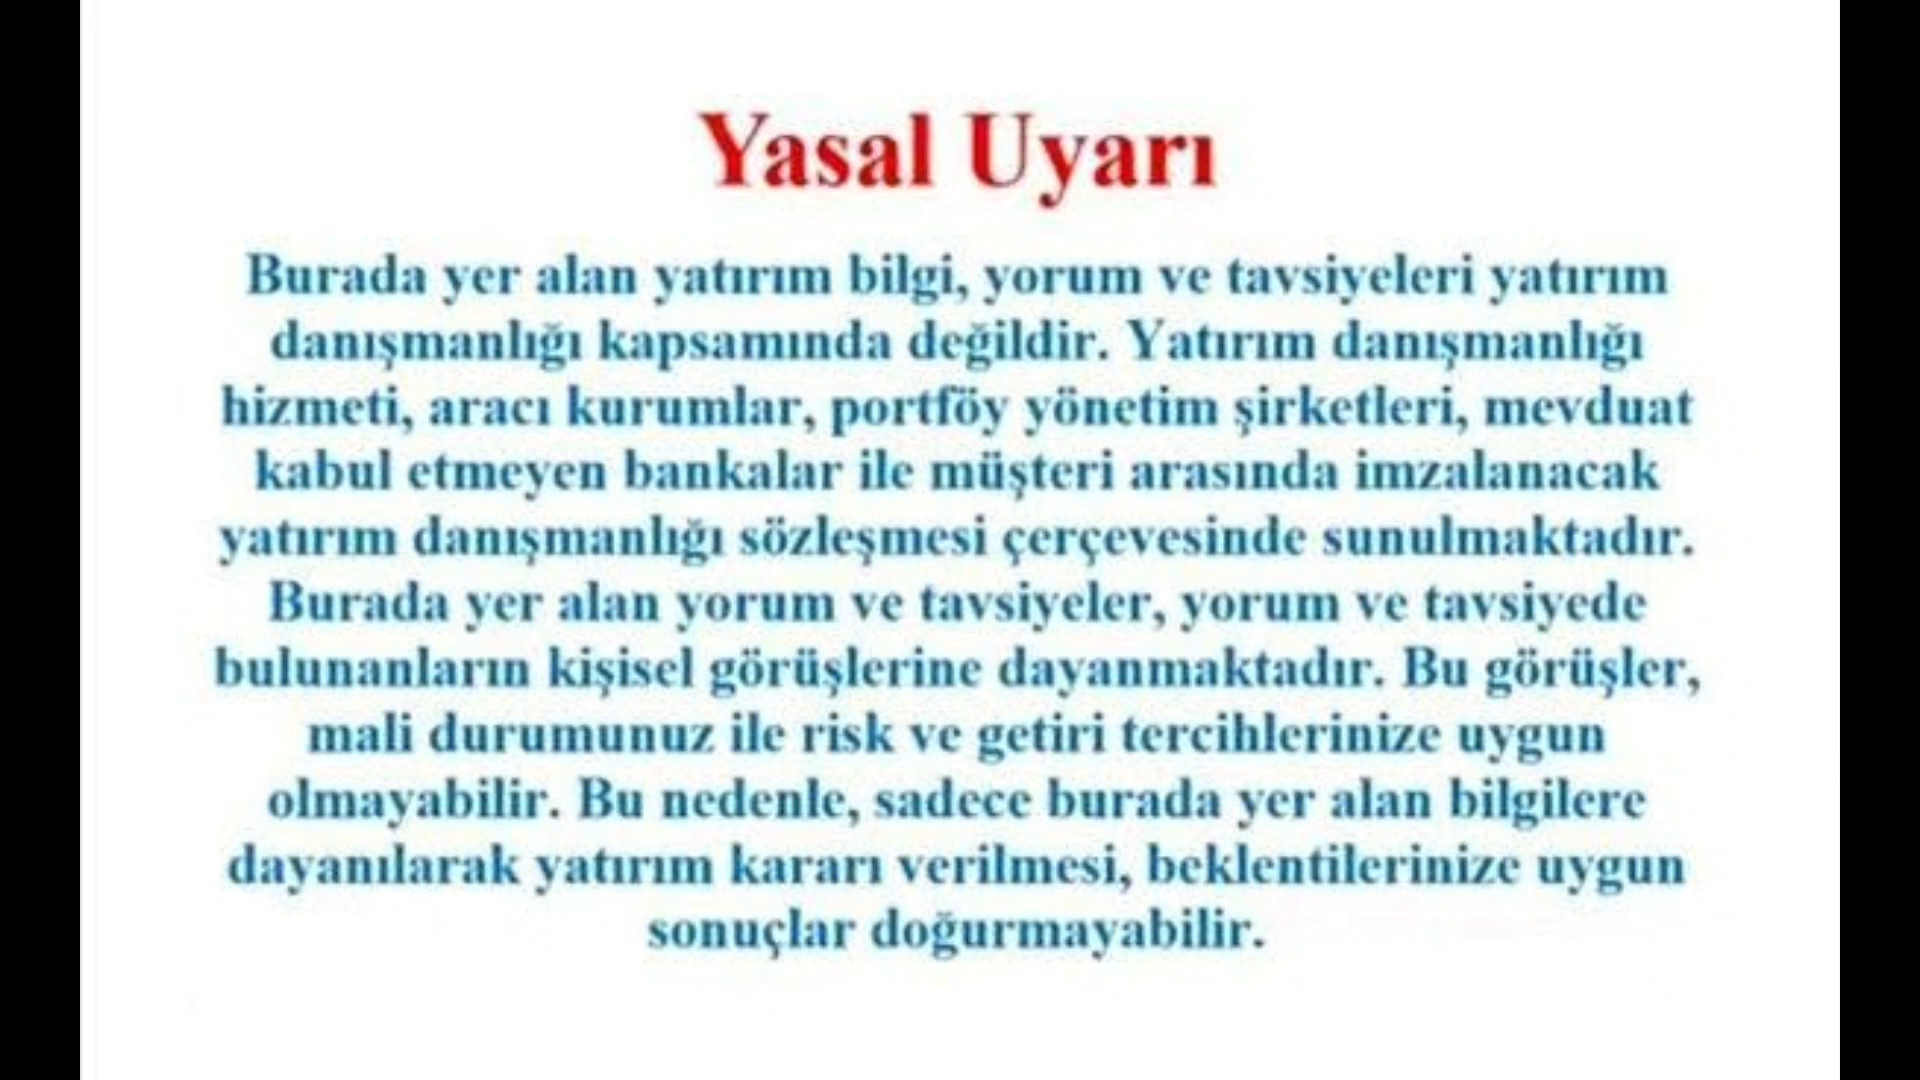 Yasal Uyarı
Burada yer alan yatırım bilgi, yorum ve tavsiyeleri yatırım
danışmanlığı kapsamında değildir. Yatırım danışmanlığı
hizmeti, aracı kurumlar, portföy yönetim şirketleri, mevduat
kabul etmeyen bankalar ile müşteri arasında imzalanacak
yatırım danışmanlığı sözleşmesi çerçevesinde sunulmaktadır.
Burada yer alan yorum ve tavsiyeler, yorum ve tavsiyede
bulunanların kişisel görüşlerine dayanmaktadır. Bu görüşler,
mali durumunuz ile risk ve getiri tercihlerinize uygun
olmayabilir. Bu nedenle, sadece burada yer alan bilgilere
dayanılarak yatırım kararı verilmesi, beklentilerinize uygun
sonuçlar doğurmayabilir.